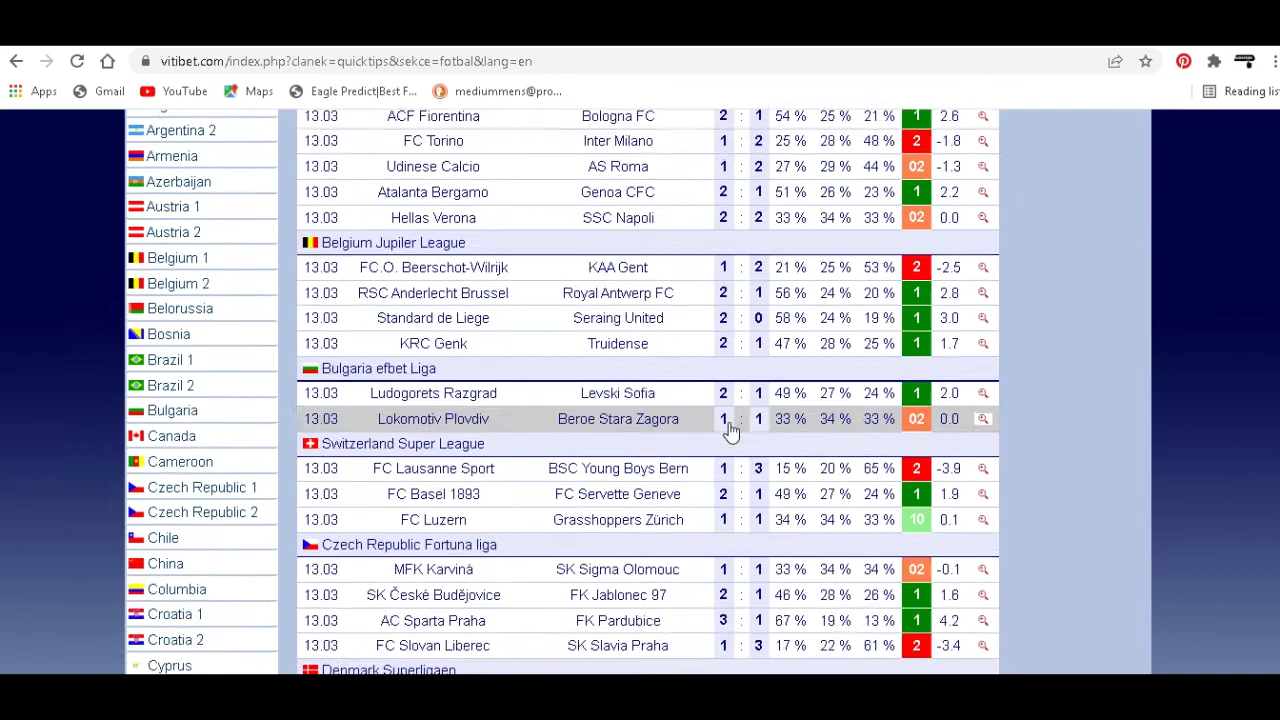 vitibet.com/index.php?clanek=quicktips&sekce=fotbal&lang=en
Apps Gmail YouTube Maps Eagle Predict|Best F... mediummens@pro... Reading list
Argentina 2
Armenia
Azerbaijan
Austria 1
Austria 2
Belgium 1
Belgium 2
Belorussia
Bosnia
Brazil 1
Brazil 2
Bulgaria
Canada
Cameroon
Czech Republic 1
Czech Republic 2
Chile
China
Columbia
Croatia 1
Croatia 2
Cyprus
13.03 ACF Fiorentina Bologna FC 2 : 1 54 % 25 % 21 % 1 2.6
13.03 FC Torino Inter Milano 1 : 2 25 % 28 % 48 % 2 -1.8
13.03 Udinese Calcio AS Roma 1 : 2 27 % 29 % 44 % 02 -1.3
13.03 Atalanta Bergamo Genoa CFC 2 : 1 51 % 26 % 23 % 1 2.2
13.03 Hellas Verona SSC Napoli 2 : 2 33 % 34 % 33 % 02 0.0
Belgium Jupiler League
13.03 FC.O. Beerschot-Wilrijk KAA Gent 1 : 2 21 % 25 % 53 % 2 -2.5
13.03 RSC Anderlecht Brussel Royal Antwerp FC 2 : 1 56 % 24 % 20 % 1 2.8
13.03 Standard de Liege Seraing United 2 : 0 58 % 24 % 19 % 1 3.0
13.03 KRC Genk Truidense 2 : 1 47 % 28 % 25 % 1 1.7
Bulgaria efbet Liga
13.03 Ludogorets Razgrad Levski Sofia 2 : 1 49 % 27 % 24 % 1 2.0
13.03 Lokomotiv Plovdiv Beroe Stara Zagora 1 : 1 33 % 34 % 33 % 02 0.0
Switzerland Super League
13.03 FC Lausanne Sport BSC Young Boys Bern 1 : 3 15 % 20 % 65 % 2 -3.9
13.03 FC Basel 1893 FC Servette Geneve 2 : 1 49 % 27 % 24 % 1 1.9
13.03 FC Luzern Grasshoppers Zürich 1 : 1 34 % 34 % 33 % 10 0.1
Czech Republic Fortuna liga
13.03 MFK Karviná SK Sigma Olomouc 1 : 1 33 % 34 % 34 % 02 -0.1
13.03 SK České Budějovice FK Jablonec 97 2 : 1 46 % 28 % 26 % 1 1.6
13.03 AC Sparta Praha FK Pardubice 3 : 1 67 % 19 % 13 % 1 4.2
13.03 FC Slovan Liberec SK Slavia Praha 1 : 3 17 % 22 % 61 % 2 -3.4
Denmark Superligaen